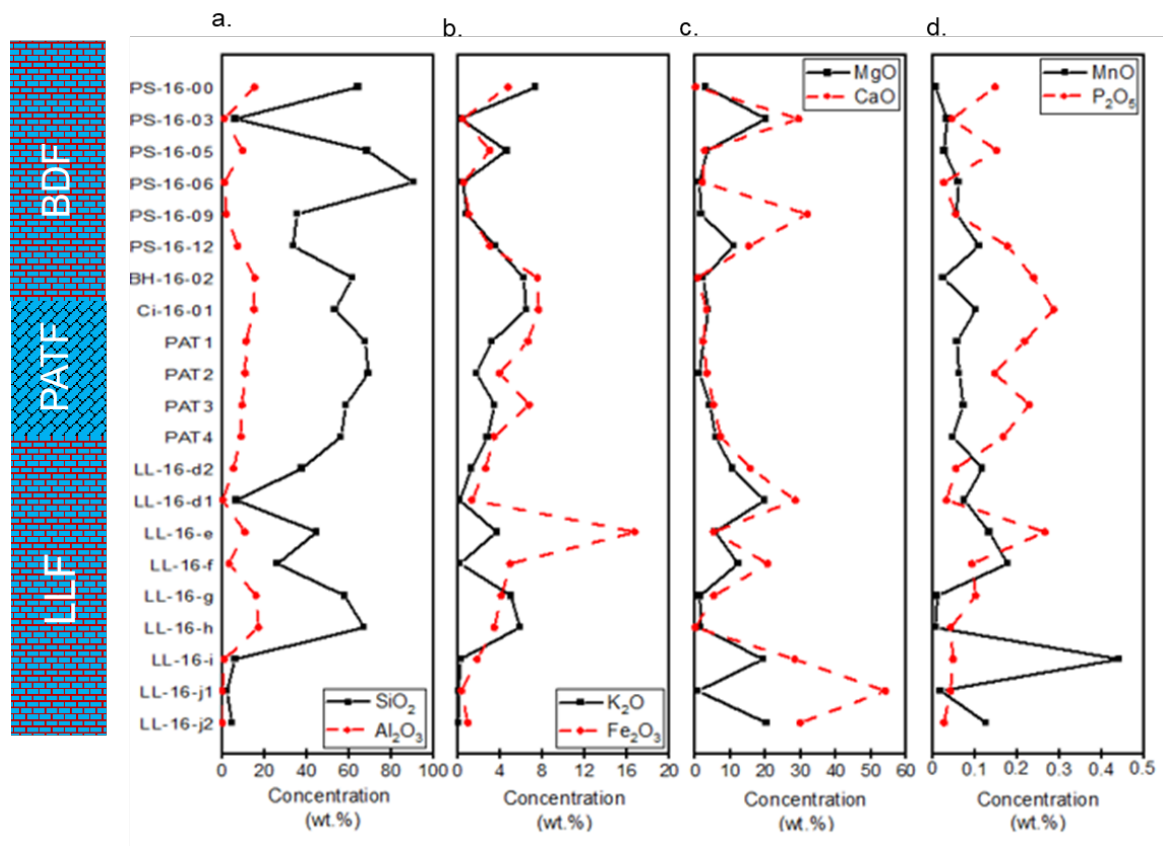 a.
b.
c.
d.
BDF
PATF
LLF
PS-16-00
PS-16-03
PS-16-05
PS-16-06
PS-16-09
PS-16-12
BH-16-02
Ci-16-01
PAT1
PAT2
PAT3
PAT4
LL-16-d2
LL-16-d1
LL-16-e
LL-16-f
LL-16-g
LL-16-h
LL-16-i
LL-16-j1
LL-16-j2
SiO₂
Al₂O₃
0 20 40 60 80 100
Concentration
(wt.%)
K₂O
Fe₂O₃
0 4 8 12 16 20
Concentration
(wt.%)
MgO
CaO
0 10 20 30 40 50 60
Concentration
(wt.%)
MnO
P₂O₅
0 0.1 0.2 0.3 0.4 0.5
Concentration
(wt.%)